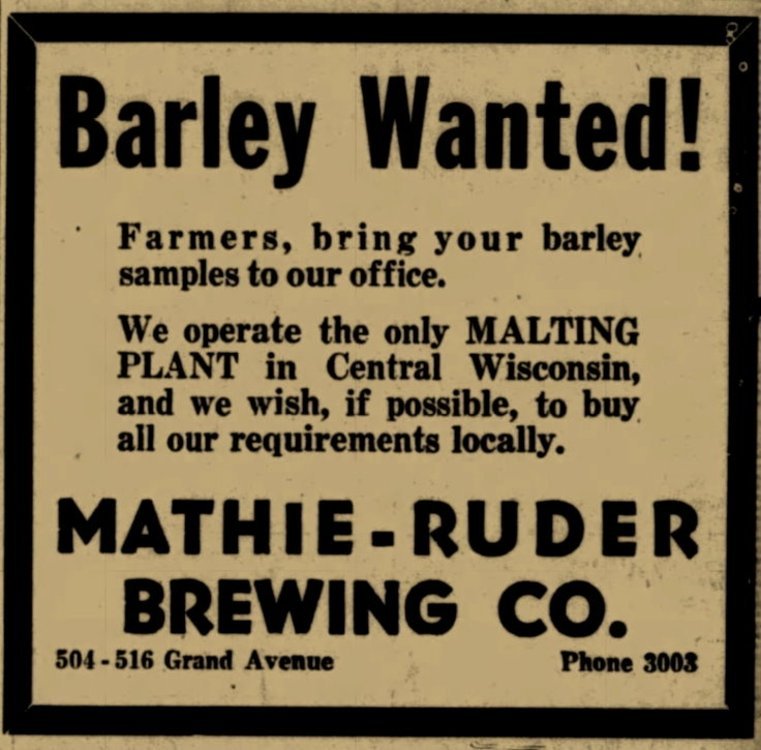 Barley Wanted!
Farmers, bring your barley
samples to our office.
We operate the only MALTING
PLANT in Central Wisconsin,
and we wish, if possible, to buy
all our requirements locally.
MATHIE-RUDER
BREWING CO.
504-516 Grand Avenue
Phone 3003